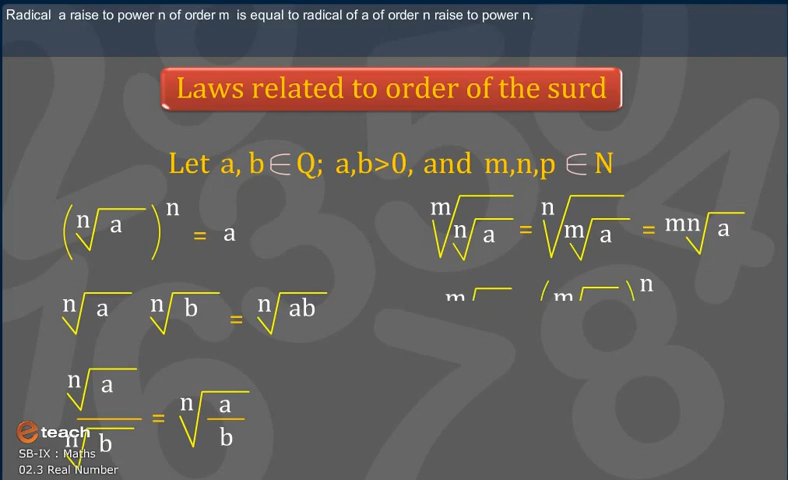 Radical a raise to power n of order m is equal to radical of a of order n raise to power n.
Laws related to order of the surd
Let a, b ∈ Q; a,b>0, and m,n,p ∈ N
(ⁿ√a)ⁿ = a
ᵐ√ⁿ√a = ⁿ√ᵐ√a = ᵐⁿ√a
ⁿ√a ⁿ√b = ⁿ√ab
m√ (m√ )ⁿ
ⁿ√a / ⁿ√b = ⁿ√(a/b)
eteach
SB-IX : Maths
02.3 Real Number